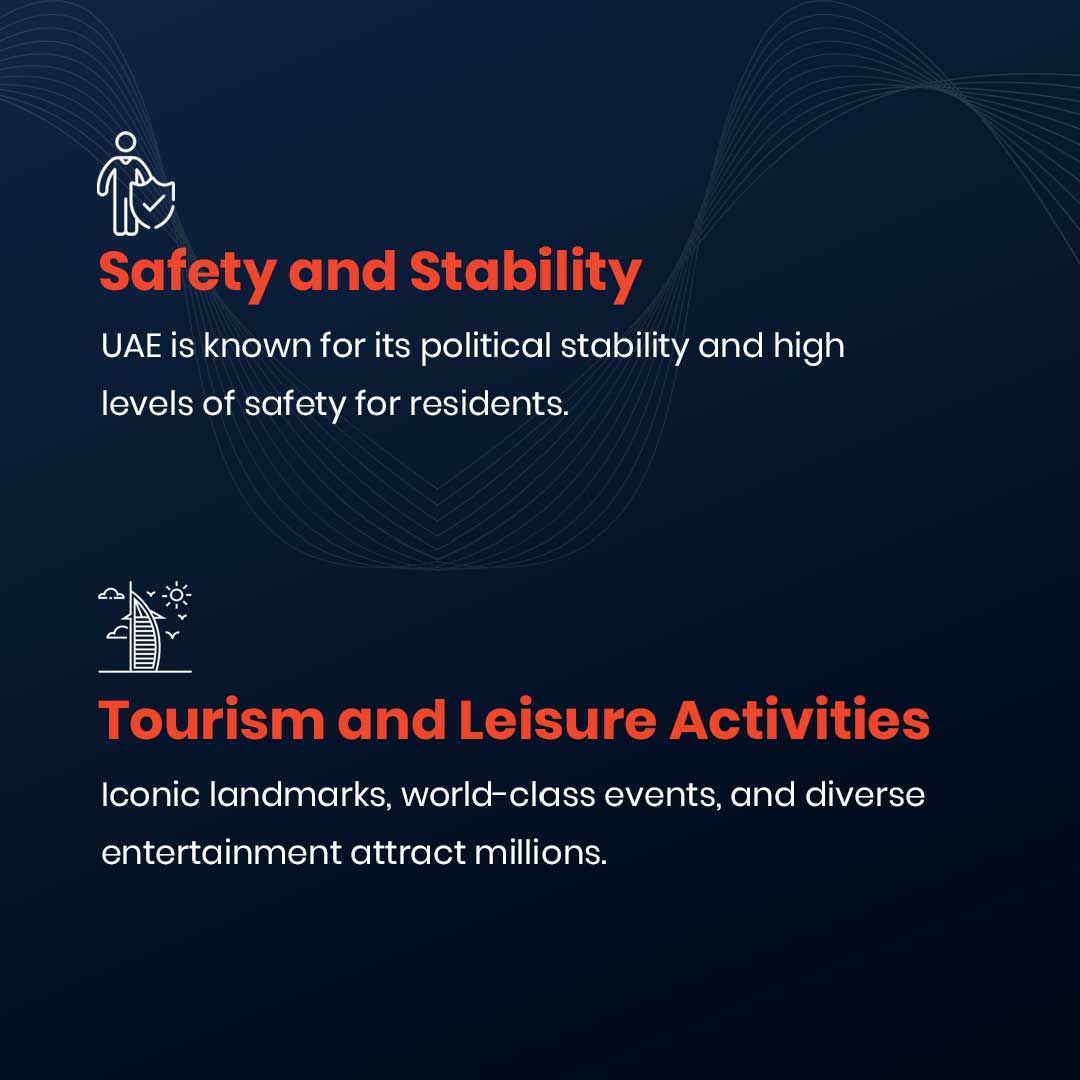 Safety and Stability
UAE is known for its political stability and high
levels of safety for residents.
Tourism and Leisure Activities
Iconic landmarks, world-class events, and diverse
entertainment attract millions.